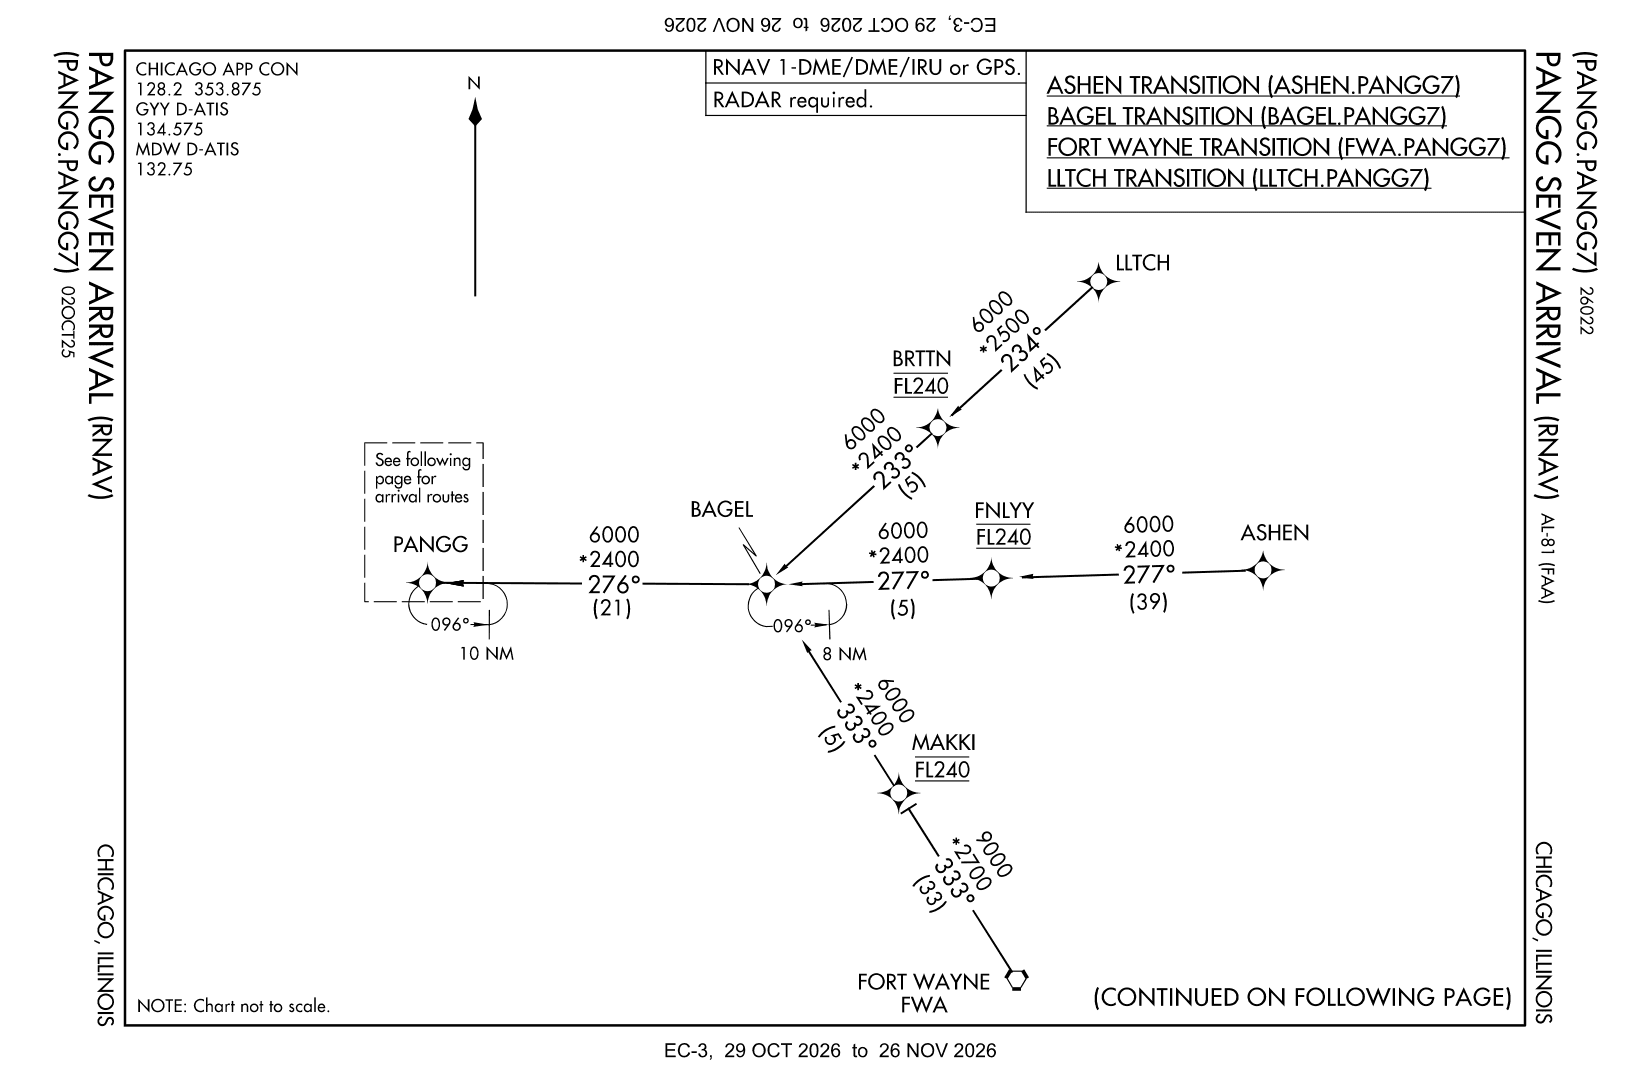 EC-3, 29 OCT 2026 to 26 NOV 2026
(PANGG.PANGG7) 02OCT25
PANGG SEVEN ARRIVAL (RNAV)
CHICAGO, ILLINOIS
CHICAGO APP CON
128.2 353.875
GYY D-ATIS
134.575
MDW D-ATIS
132.75
N
RNAV 1-DME/DME/IRU or GPS.
RADAR required.
ASHEN TRANSITION (ASHEN.PANGG7)
BAGEL TRANSITION (BAGEL.PANGG7)
FORT WAYNE TRANSITION (FWA.PANGG7)
LLTCH TRANSITION (LLTCH.PANGG7)
LLTCH
6000
*2500
234°
(45)
BRTTN
FL240
6000
*2400
233°
(5)
See following
page for
arrival routes
PANGG
096°
10 NM
6000
*2400
276°
(21)
BAGEL
096°
8 NM
6000
*2400
277°
(5)
FNLYY
FL240
6000
*2400
277°
(39)
ASHEN
6000
*2400
333°
(5)
MAKKI
FL240
9000
*2700
333°
(33)
FORT WAYNE
FWA
NOTE: Chart not to scale.
(CONTINUED ON FOLLOWING PAGE)
(PANGG.PANGG7) 26022
PANGG SEVEN ARRIVAL (RNAV) AL-81 (FAA)
CHICAGO, ILLINOIS
EC-3, 29 OCT 2026 to 26 NOV 2026